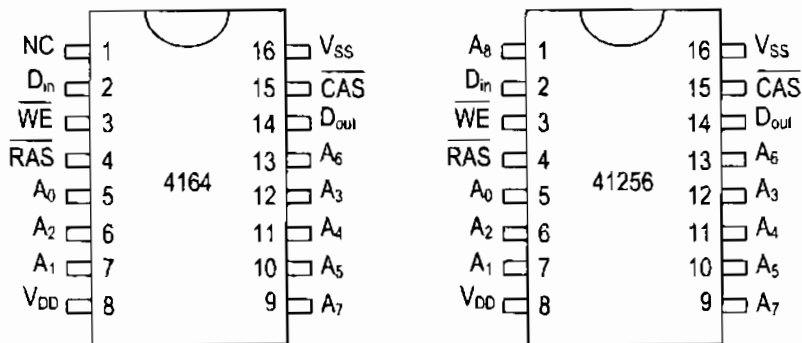 NC 1 16 VSS
Din 2 15 CAS
WE 3 14 Dout
RAS 4 13 A6
4164
A0 5 12 A3
A2 6 11 A4
A1 7 10 A5
VDD 8 9 A7
A8 1 16 VSS
Din 2 15 CAS
WE 3 14 Dout
RAS 4 13 A6
41256
A0 5 12 A3
A2 6 11 A4
A1 7 10 A5
VDD 8 9 A7